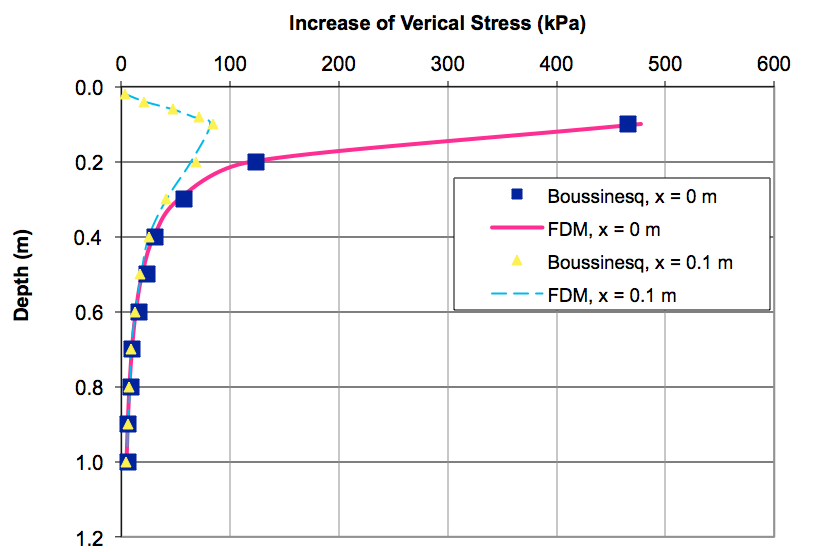 Increase of Verical Stress (kPa)
0 100 200 300 400 500 600
0.0
0.2
0.4
0.6
0.8
1.0
1.2
Depth (m)
Boussinesq, x = 0 m
FDM, x = 0 m
Boussinesq, x = 0.1 m
FDM, x = 0.1 m